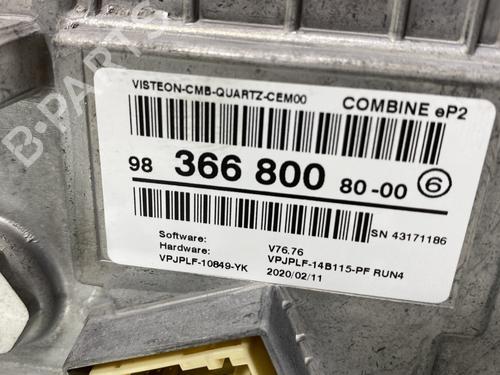 VISTEON-CMB-QUARTZ-CEM00
COMBINE eP2
98 366 800 80-00 6
SN 43171186
Software: V76.76
Hardware: VPJPLF-14B115-PF RUN4
VPJPLF-10849-YK 2020/02/11
B-PARTS